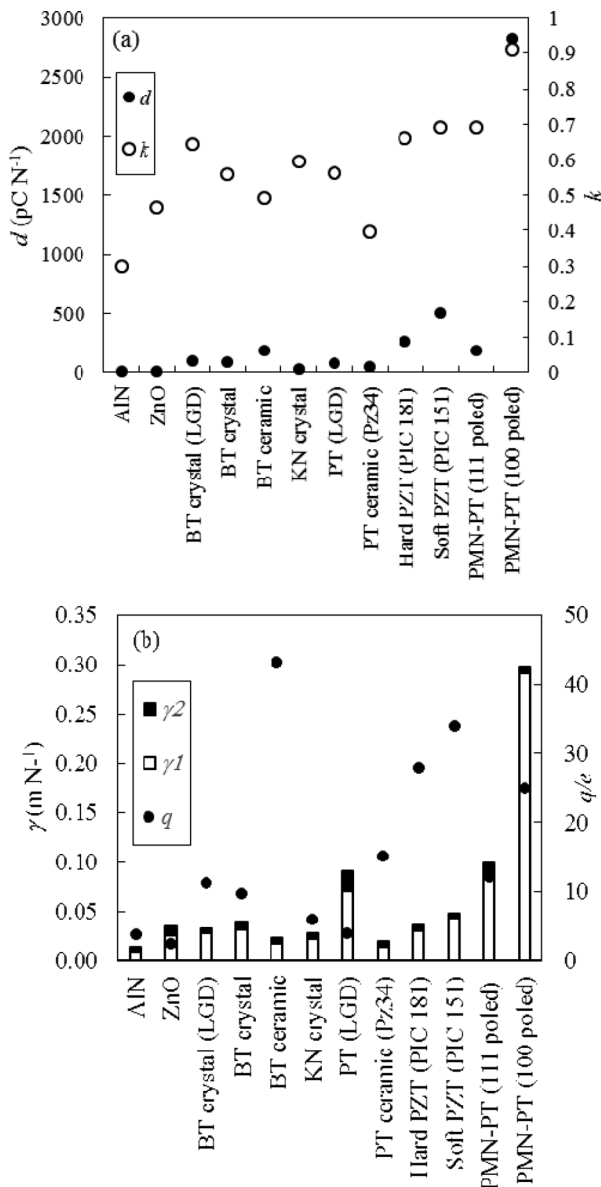 (a)
3000
2500
2000
1500
1000
500
0
d (pC N-1)
d
k
1
0.9
0.8
0.7
0.6
0.5
0.4
0.3
0.2
0.1
0
k
AlN
ZnO
BT crystal (LGD)
BT crystal
BT ceramic
KN crystal
PT (LGD)
PT ceramic (Pz34)
Hard PZT (PIC 181)
Soft PZT (PIC 151)
PMN-PT (111 poled)
PMN-PT (100 poled)
(b)
0.35
0.30
0.25
0.20
0.15
0.10
0.05
0.00
γ (m N-1)
γ2
γ1
q
50
40
30
20
10
0
q/e
AlN
ZnO
BT crystal (LGD)
BT crystal
BT ceramic
KN crystal
PT (LGD)
PT ceramic (Pz34)
Hard PZT (PIC 181)
Soft PZT (PIC 151)
PMN-PT (111 poled)
PMN-PT (100 poled)